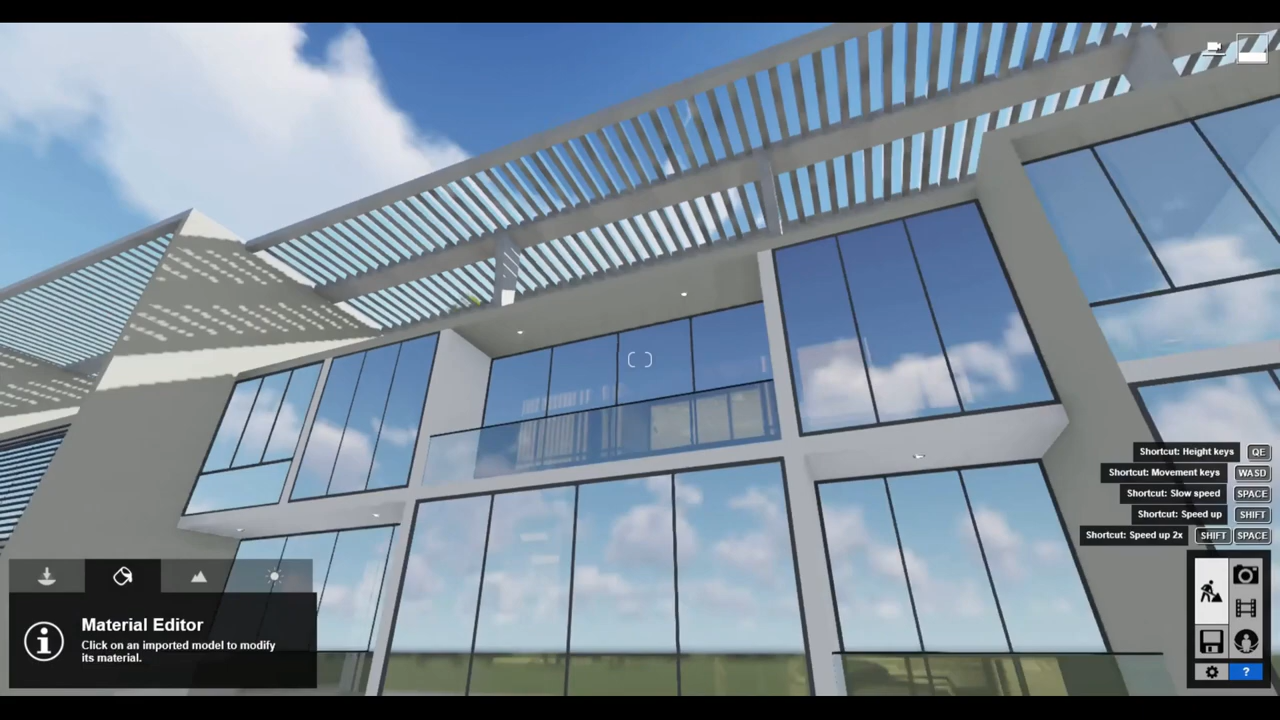 Shortcut: Height keys QE
Shortcut: Movement keys WASD
Shortcut: Slow speed SPACE
Shortcut: Speed up SHIFT
Shortcut: Speed up 2x SHIFT SPACE
Material Editor
Click on an imported model to modify
its material.
?